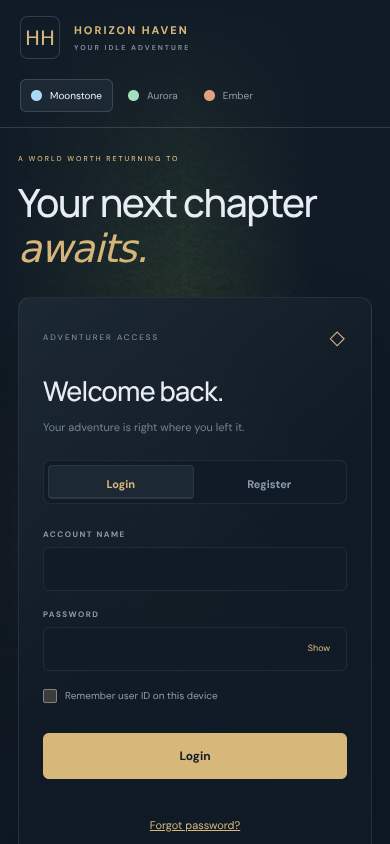 HH
HORIZON HAVEN
YOUR IDLE ADVENTURE
Moonstone
Aurora
Ember
A WORLD WORTH RETURNING TO
Your next chapter
awaits.
ADVENTURER ACCESS
Welcome back.
Your adventure is right where you left it.
Login
Register
ACCOUNT NAME
PASSWORD
Show
Remember user ID on this device
Login
Forgot password?